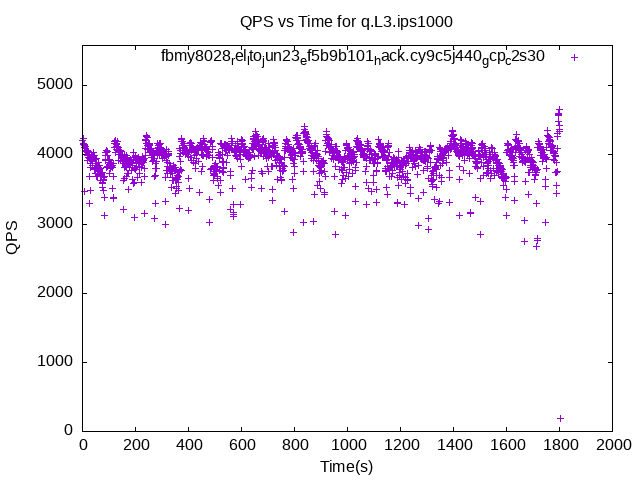 QPS vs Time for q.L3.ips1000
fbmy8028relltojun23ef5b9b101hack.cy9c5j440gcpc2s30
5000
4000
3000
2000
1000
0
QPS
0 200 400 600 800 1000 1200 1400 1600 1800 2000
Time(s)